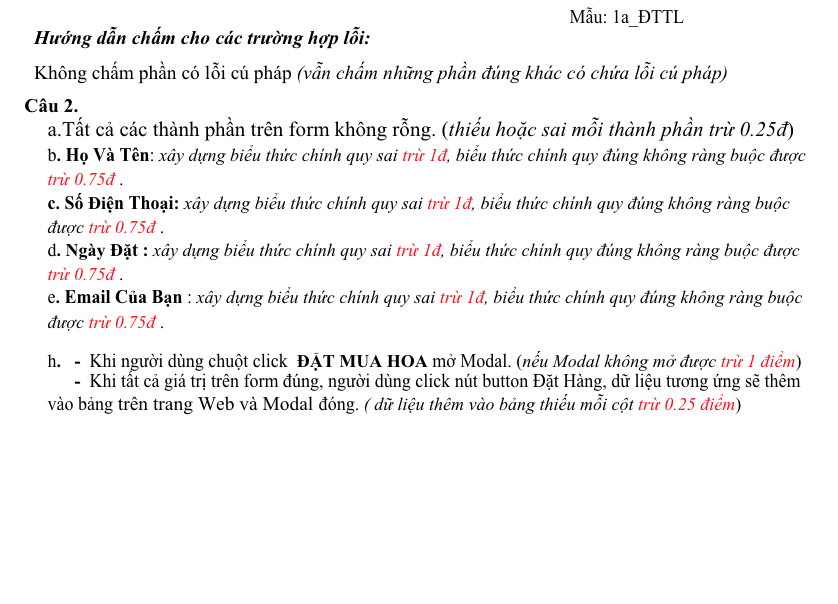 Mẫu: 1a_ĐTTL
Hướng dẫn chấm cho các trường hợp lỗi:
Không chấm phần có lỗi cú pháp (vẫn chấm những phần đúng khác có chứa lỗi cú pháp)
Câu 2.
a.Tất cả các thành phần trên form không rỗng. (thiếu hoặc sai mỗi thành phần trừ 0.25đ)
b. Họ Và Tên: xây dựng biểu thức chính quy sai trừ 1đ, biểu thức chính quy đúng không ràng buộc được
trừ 0.75đ .
c. Số Điện Thoại: xây dựng biểu thức chính quy sai trừ 1đ, biểu thức chính quy đúng không ràng buộc
được trừ 0.75đ .
d. Ngày Đặt : xây dựng biểu thức chính quy sai trừ 1đ, biểu thức chính quy đúng không ràng buộc được
trừ 0.75đ .
e. Email Của Bạn : xây dựng biểu thức chính quy sai trừ 1đ, biểu thức chính quy đúng không ràng buộc
được trừ 0.75đ .
h. - Khi người dùng chuột click ĐẶT MUA HOA mở Modal. (nếu Modal không mở được trừ 1 điểm)
- Khi tất cả giá trị trên form đúng, người dùng click nút button Đặt Hàng, dữ liệu tương ứng sẽ thêm
vào bảng trên trang Web và Modal đóng. ( dữ liệu thêm vào bảng thiếu mỗi cột trừ 0.25 điểm)